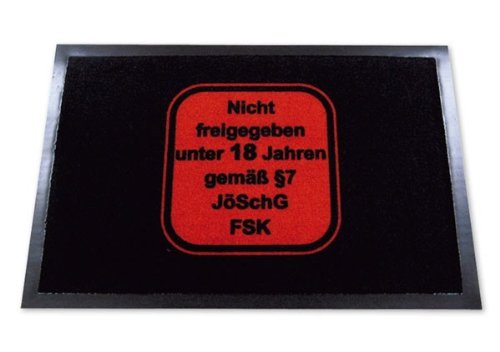 Nicht
freigegeben
unter 18 Jahren
gemäß §7
JöSchG
FSK